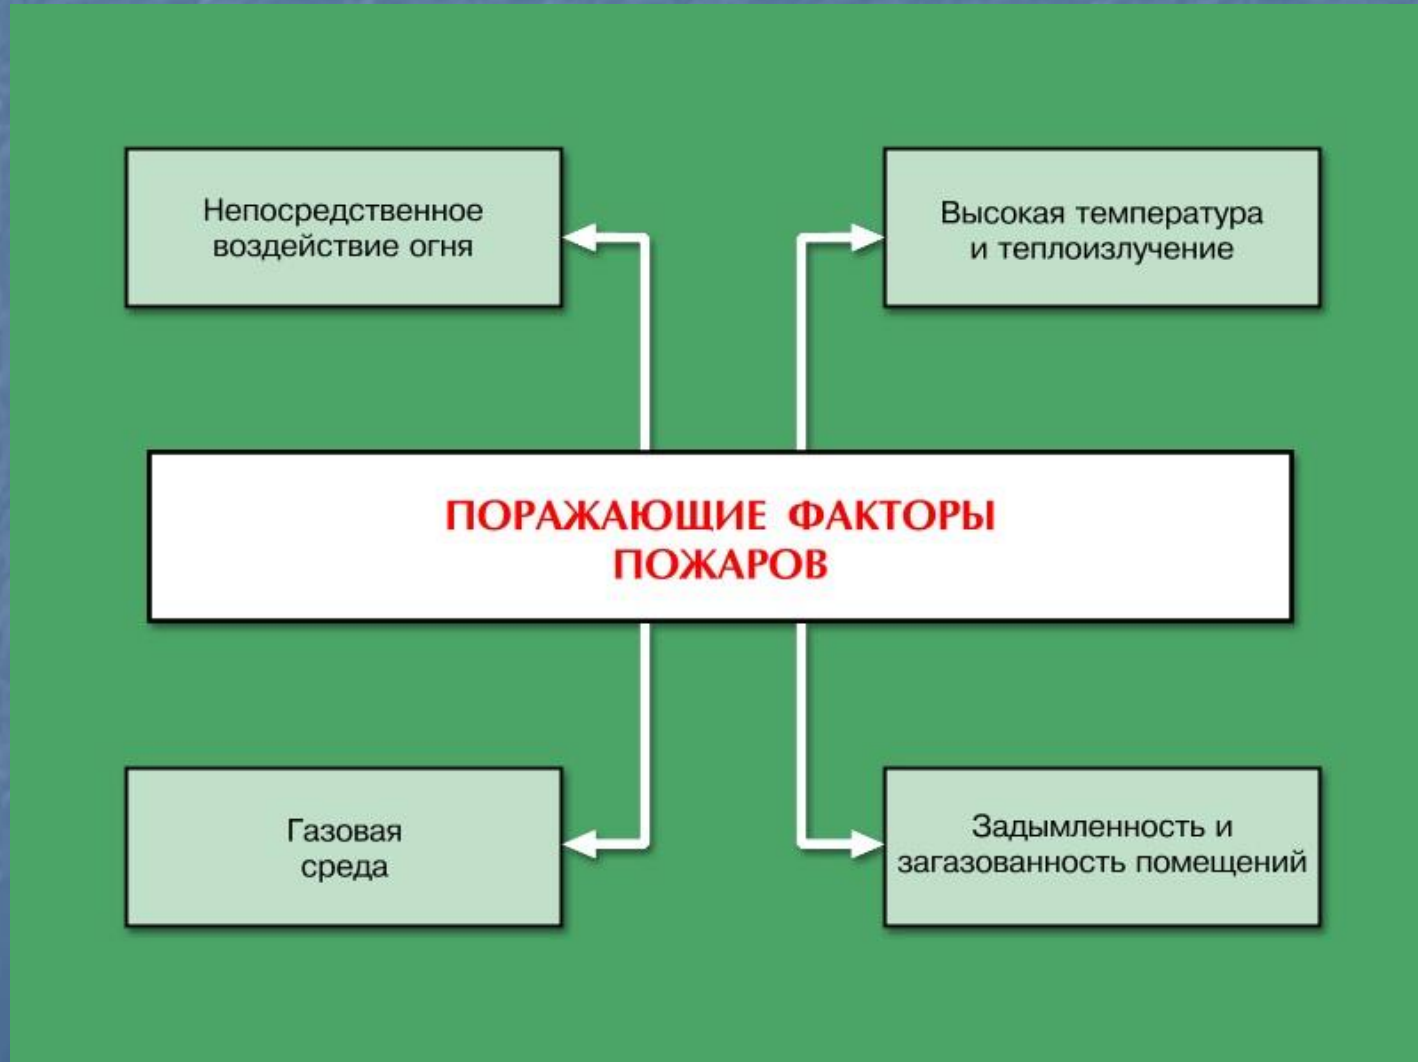 Непосредственное
воздействие огня
Высокая температура
и теплоизлучение
ПОРАЖАЮЩИЕ ФАКТОРЫ
ПОЖАРОВ
Газовая
среда
Задымленность и
загазованность помещений